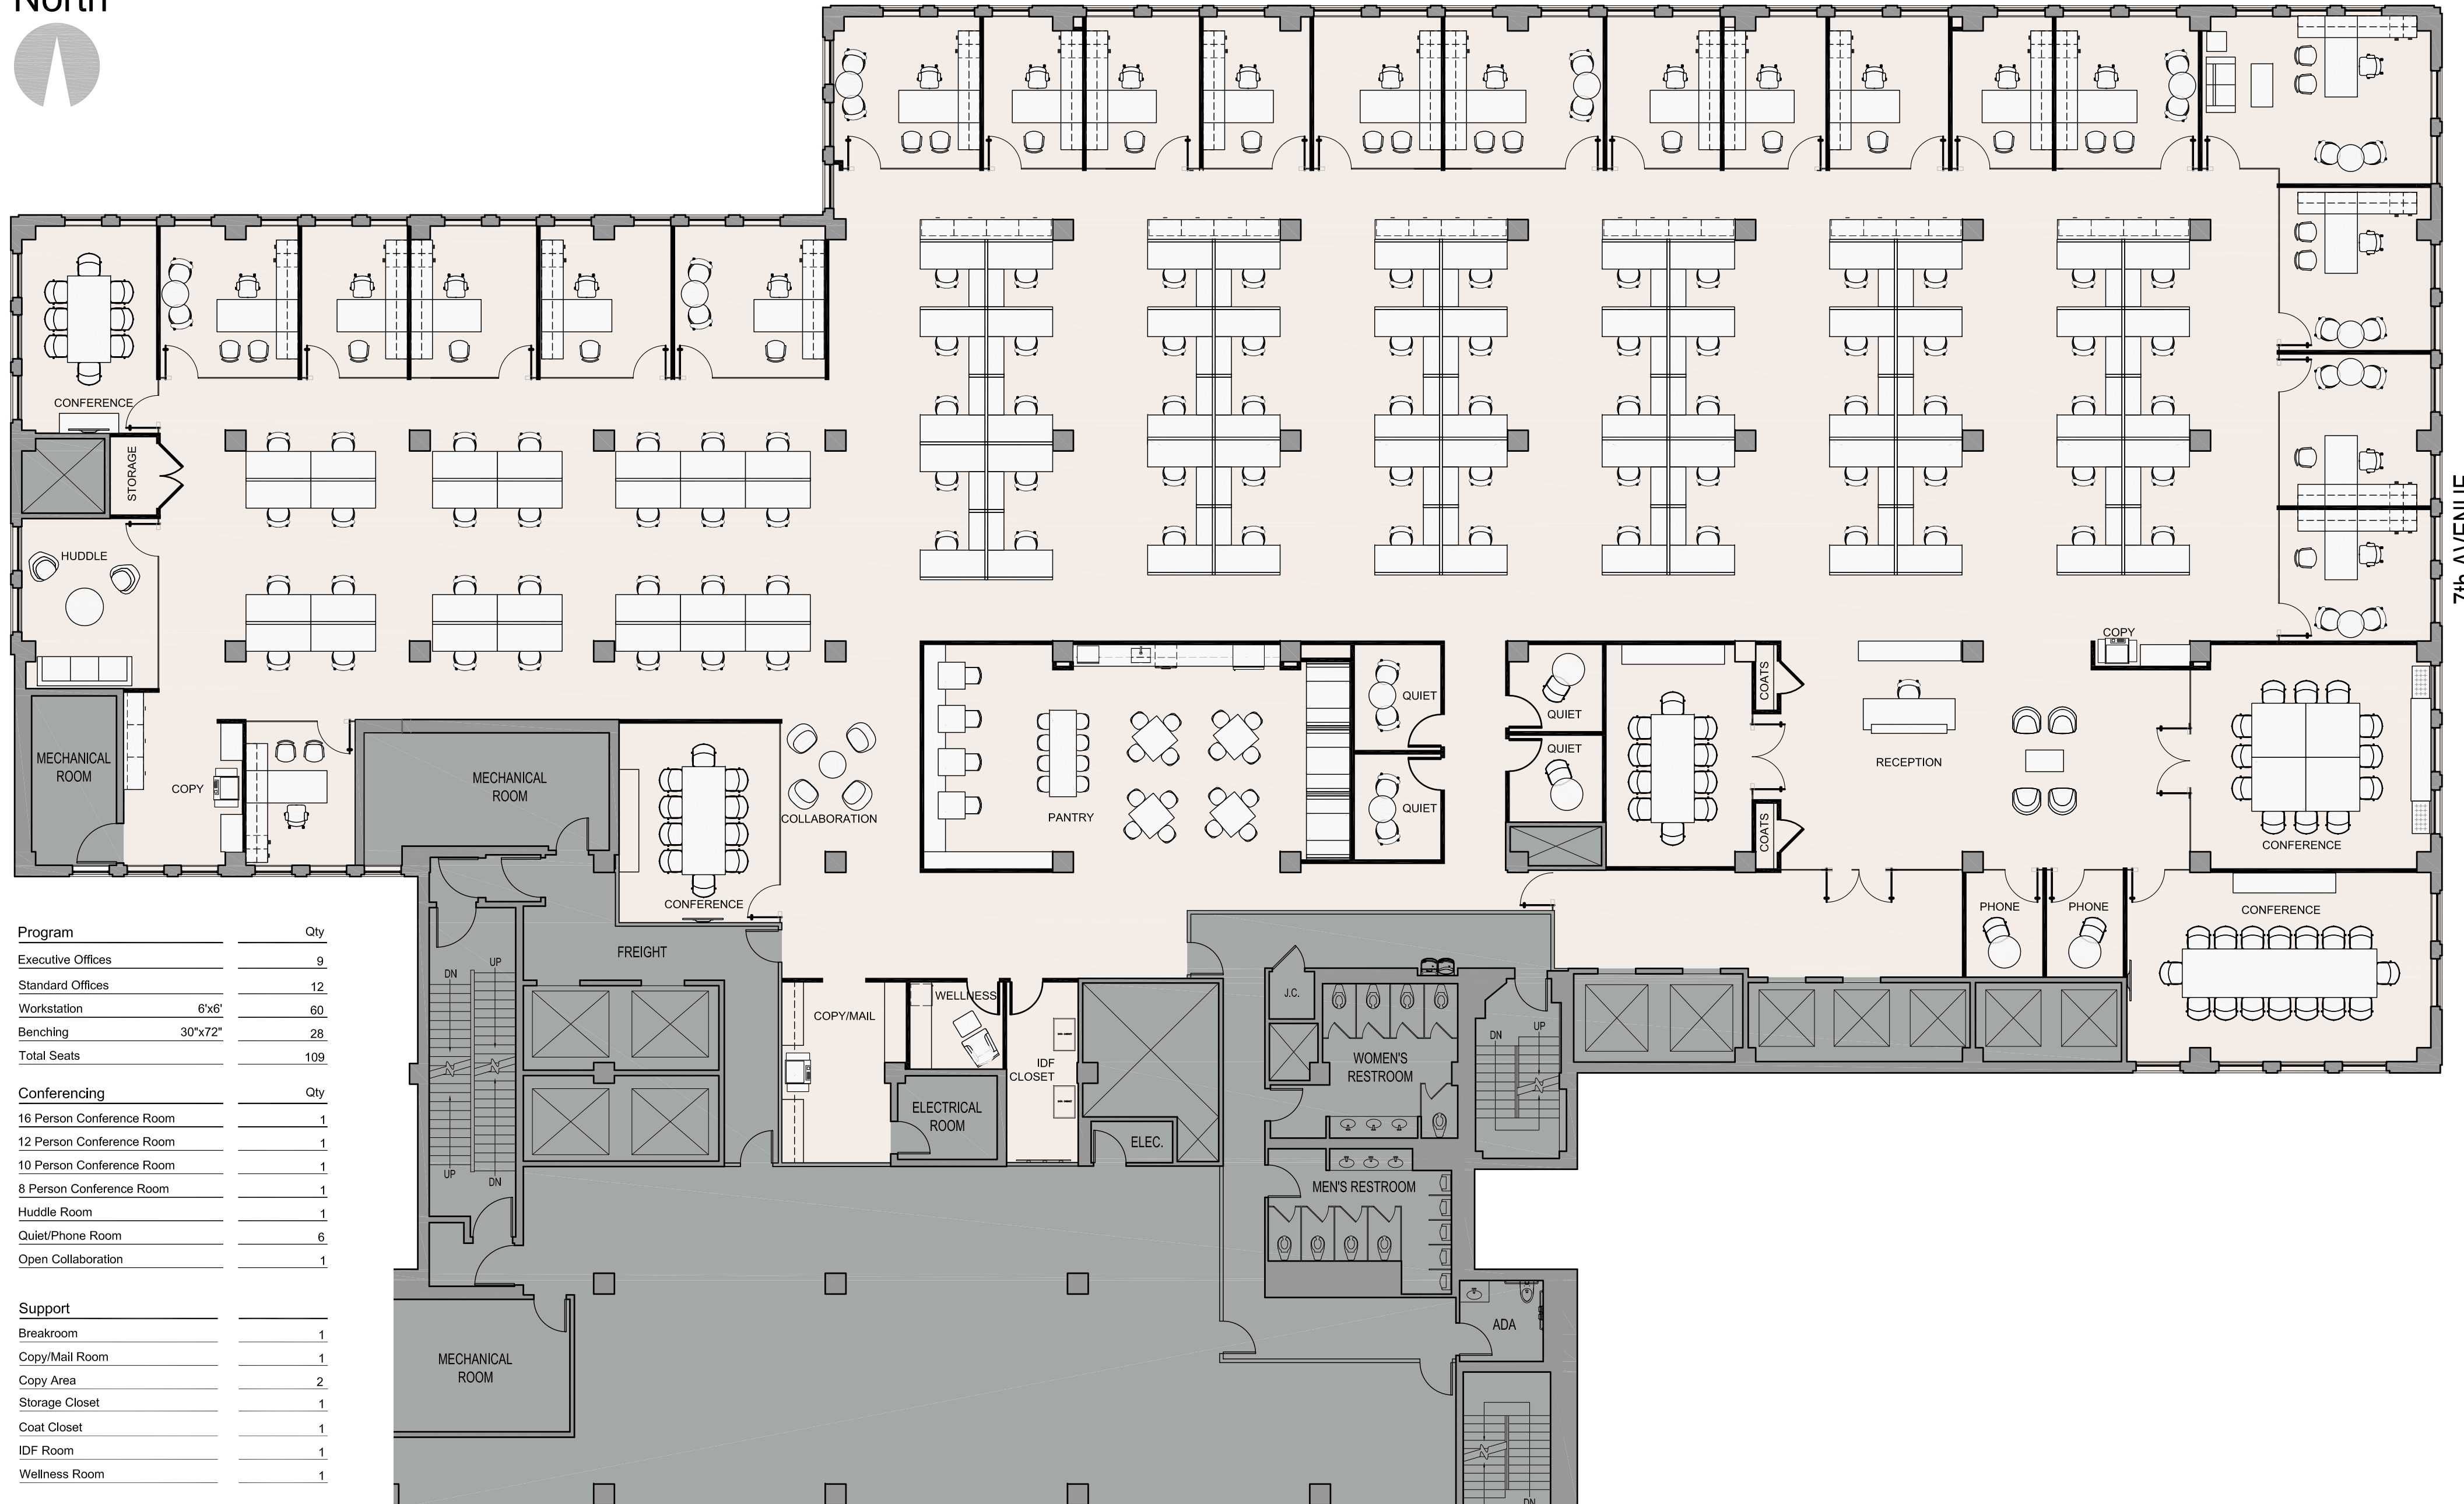 North
7th AVENUE
CONFERENCE
STORAGE
HUDDLE
COPY
MECHANICAL
ROOM
COPY
MECHANICAL
ROOM
COLLABORATION
CONFERENCE
PANTRY
QUIET
QUIET
QUIET
QUIET
COATS
COATS
RECEPTION
CONFERENCE
PHONE
PHONE
CONFERENCE
FREIGHT
DN
UP
UP
DN
COPY/MAIL
WELLNESS
IDF
CLOSET
ELECTRICAL
ROOM
ELEC.
J.C.
WOMEN'S
RESTROOM
DN
UP
MEN'S RESTROOM
ADA
MECHANICAL
ROOM
DN
Program Qty
Executive Offices 9
Standard Offices 12
Workstation 6'x6' 60
Benching 30"x72" 28
Total Seats 109
Conferencing Qty
16 Person Conference Room 1
12 Person Conference Room 1
10 Person Conference Room 1
8 Person Conference Room 1
Huddle Room 1
Quiet/Phone Room 6
Open Collaboration 1
Support
Breakroom 1
Copy/Mail Room 1
Copy Area 2
Storage Closet 1
Coat Closet 1
IDF Room 1
Wellness Room 1